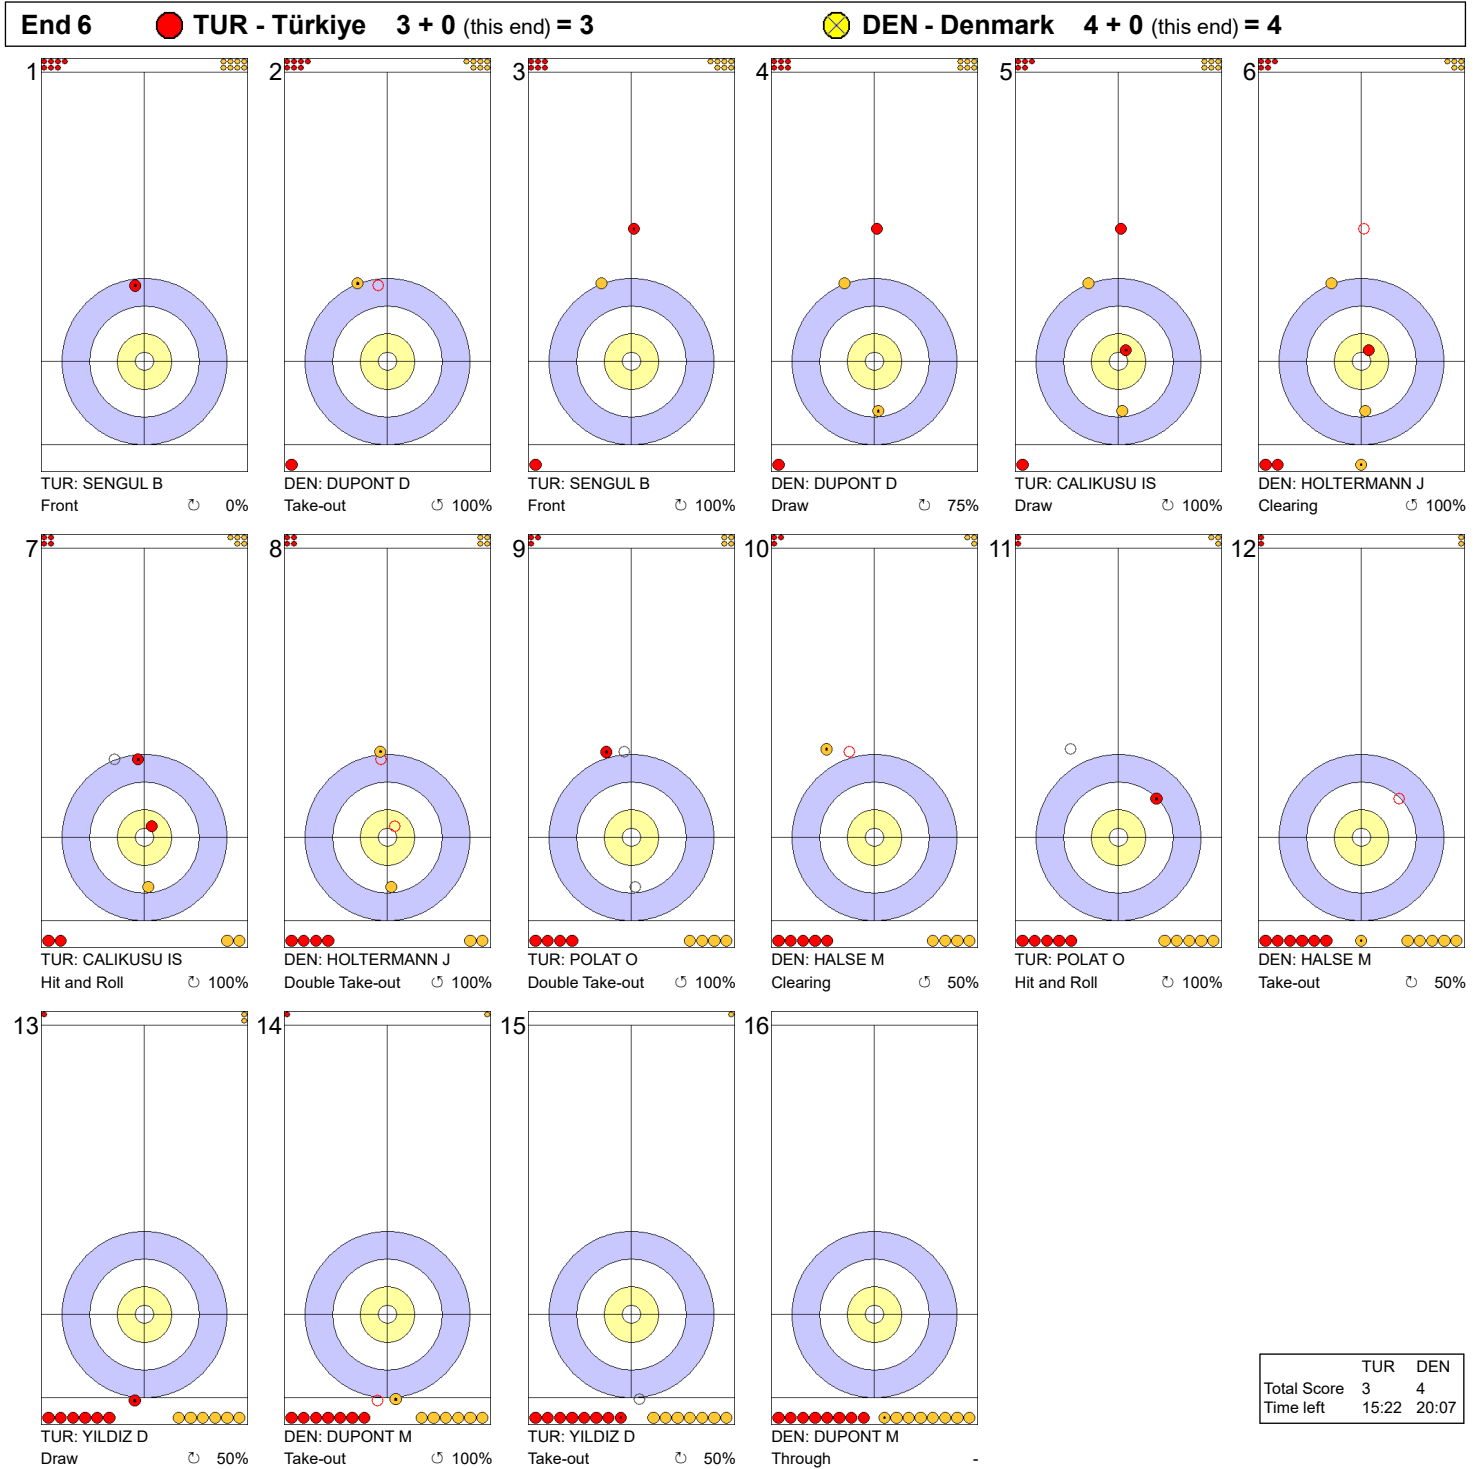 End 6 TUR - Türkiye 3 + 0 (this end) = 3 DEN - Denmark 4 + 0 (this end) = 4
1 2 3 4 5 6
TUR: SENGUL B DEN: DUPONT D TUR: SENGUL B DEN: DUPONT D TUR: CALIKUSU IS DEN: HOLTERMANN J
Front ↻ 0% Take-out ↺ 100% Front ↻ 100% Draw ↺ 75% Draw ↻ 100% Clearing ↺ 100%
7 8 9 10 11 12
TUR: CALIKUSU IS DEN: HOLTERMANN J TUR: POLAT O DEN: HALSE M TUR: POLAT O DEN: HALSE M
Hit and Roll ↻ 100% Double Take-out ↺ 100% Double Take-out ↺ 100% Clearing ↺ 50% Hit and Roll ↻ 100% Take-out ↻ 50%
13 14 15 16
TUR: YILDIZ D DEN: DUPONT M TUR: YILDIZ D DEN: DUPONT M
Draw ↻ 50% Take-out ↻ 100% Take-out ↻ 50% Through -
TUR DEN
Total Score 3 4
Time left 15:22 20:07